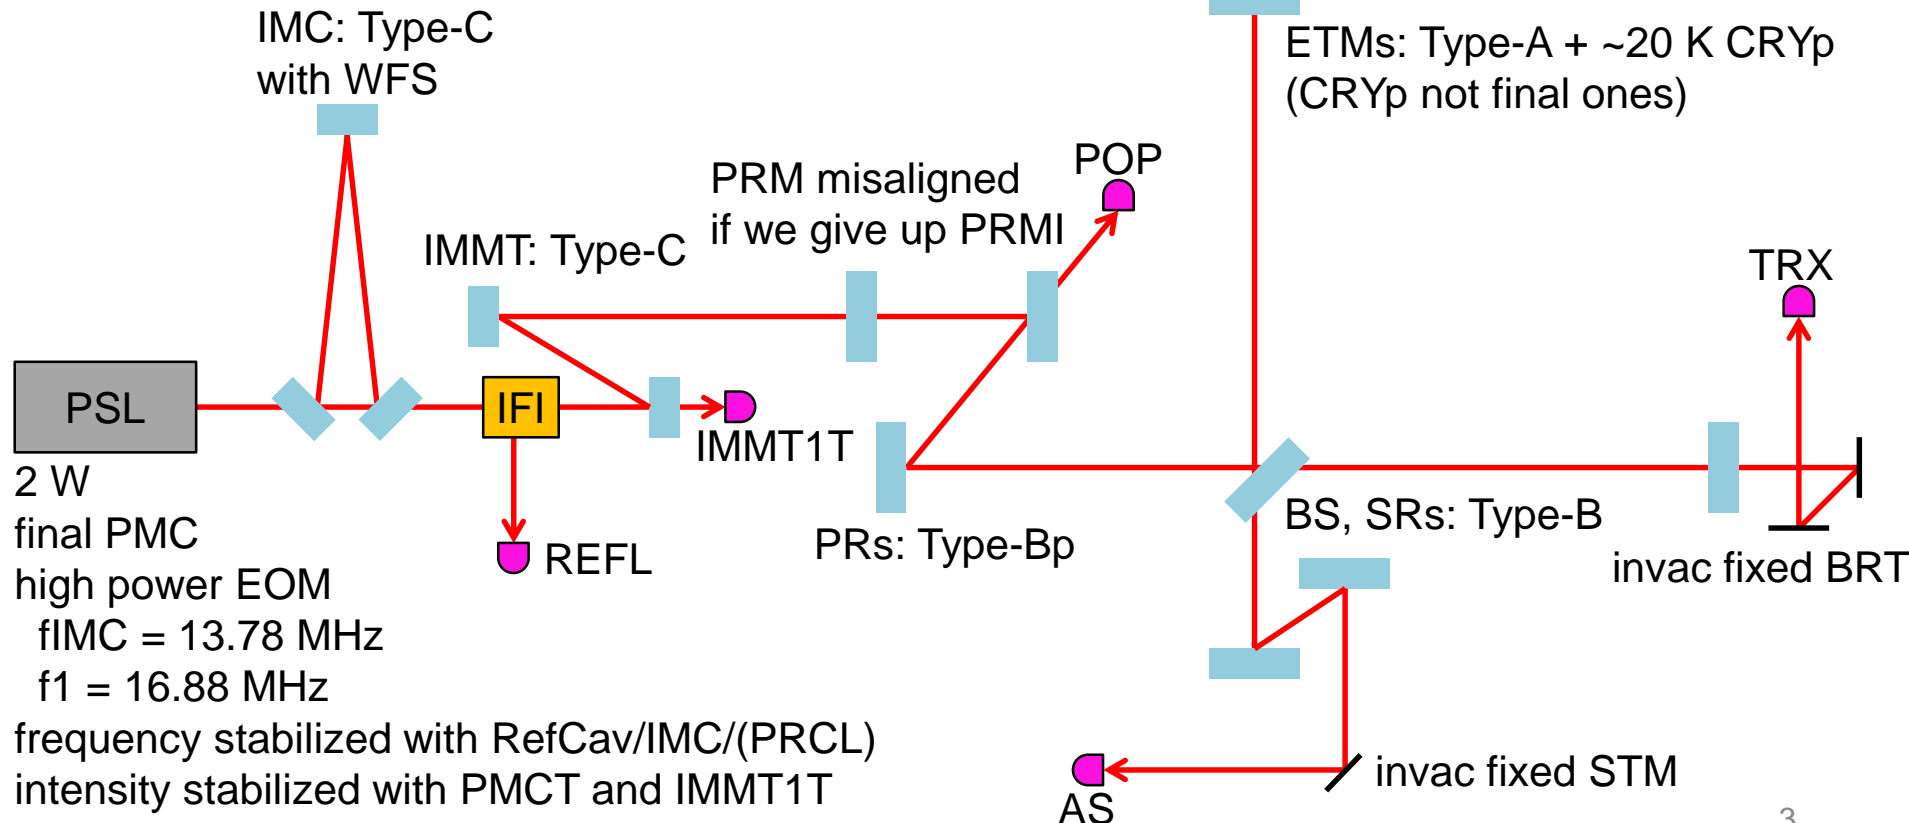 IMC: Type-C
with WFS
ETMs: Type-A + ~20 K CRYp
(CRYp not final ones)
POP
PRM misaligned
if we give up PRMI
IMMT: Type-C
TRX
PSL
IFI
IMMT1T
2 W
final PMC
high power EOM
fIMC = 13.78 MHz
f1 = 16.88 MHz
frequency stabilized with RefCav/IMC/(PRCL)
intensity stabilized with PMCT and IMMT1T
REFL
PRs: Type-Bp
BS, SRs: Type-B
invac fixed BRT
invac fixed STM
AS
3